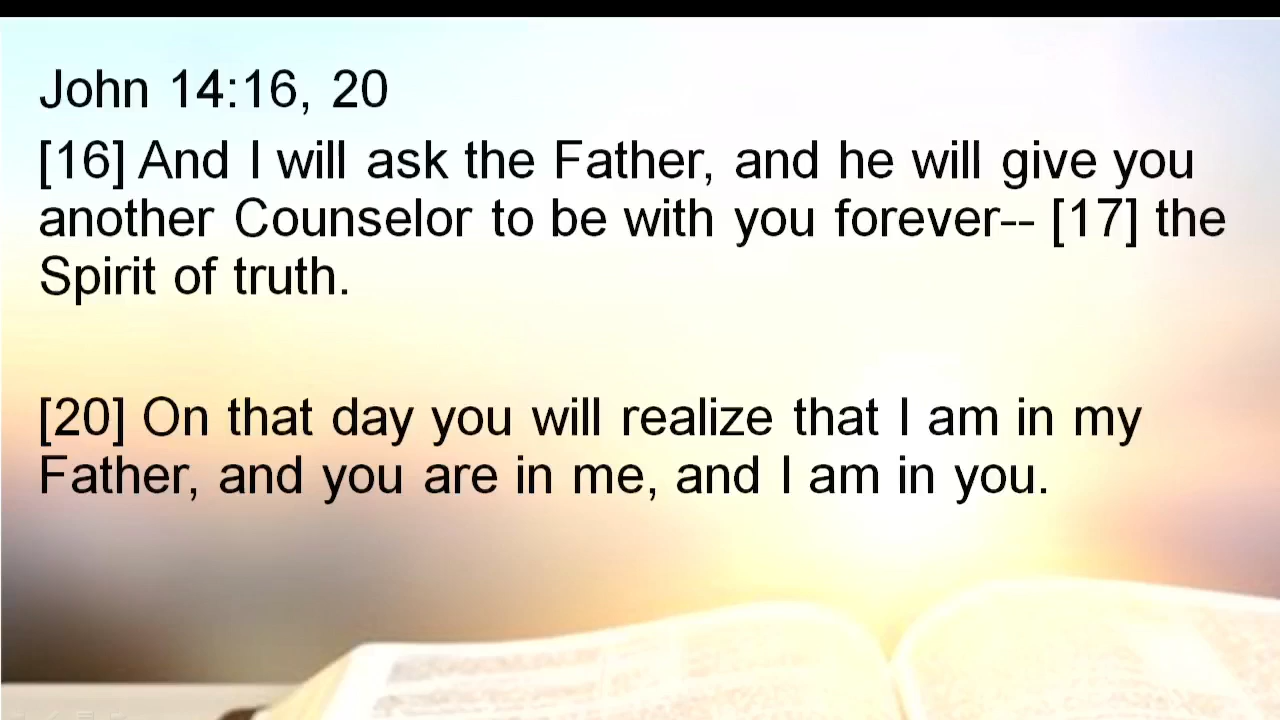 John 14:16, 20
[16] And I will ask the Father, and he will give you
another Counselor to be with you forever-- [17] the
Spirit of truth.
[20] On that day you will realize that I am in my
Father, and you are in me, and I am in you.